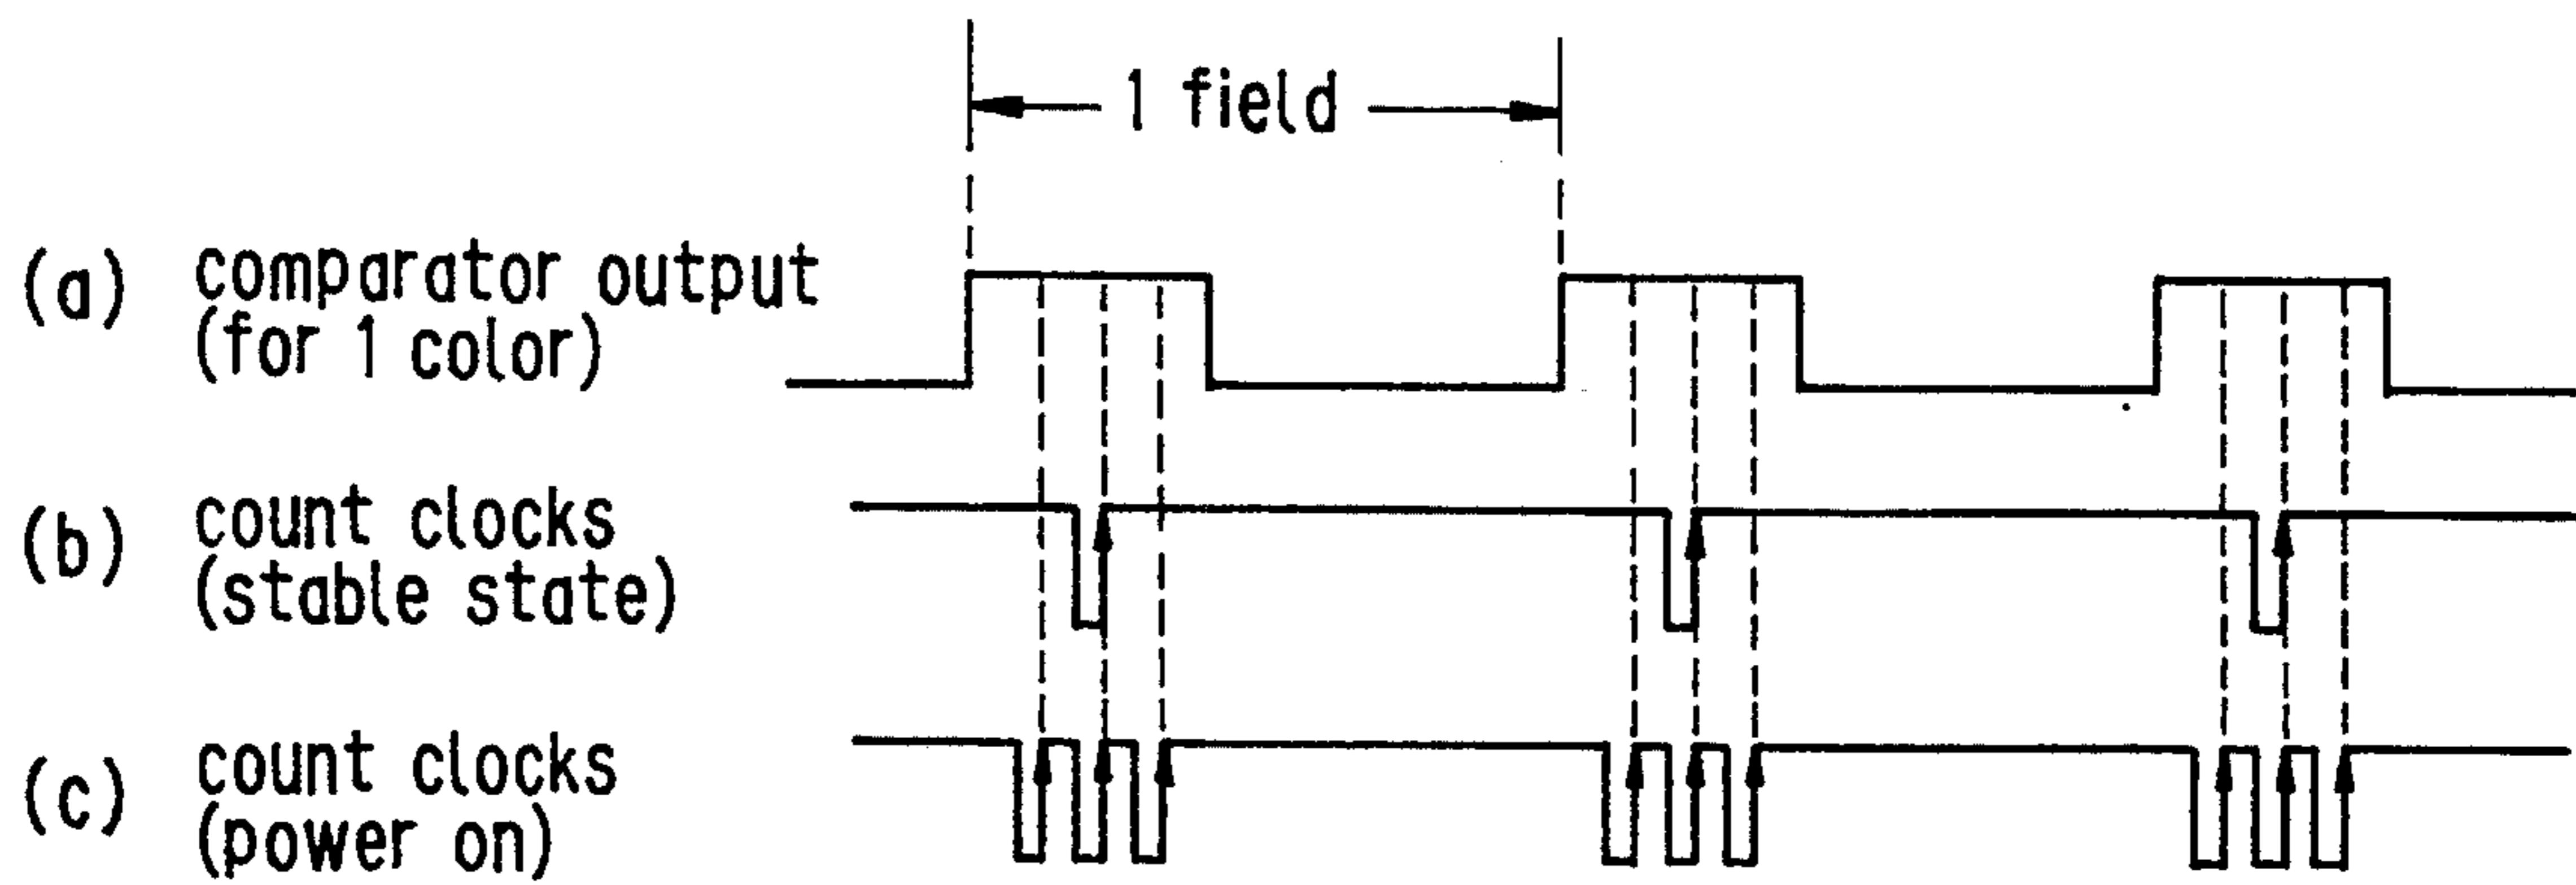 1 field
(a) comparator output
(for 1 color)
(b) count clocks
(stable state)
(c) count clocks
(power on)